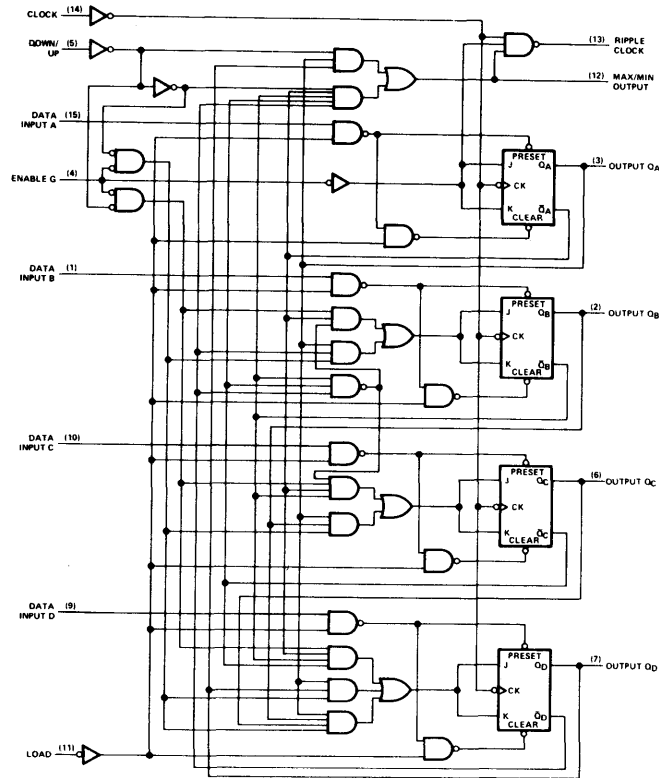 CLOCK (14)
(13) RIPPLE
CLOCK
DOWN/ (5)
UP
(12) MAX/MIN
OUTPUT
DATA (15)
INPUT A
PRESET
J QA
(3) OUTPUT QA
CK
K Q̄A
CLEAR
ENABLE G (4)
DATA (1)
INPUT B
PRESET
J QB
(2) OUTPUT QB
CK
K Q̄B
CLEAR
DATA (10)
INPUT C
PRESET
J QC
(6) OUTPUT QC
CK
K Q̄C
CLEAR
DATA (9)
INPUT D
PRESET
J QD
(7) OUTPUT QD
CK
K Q̄D
CLEAR
LOAD (11)